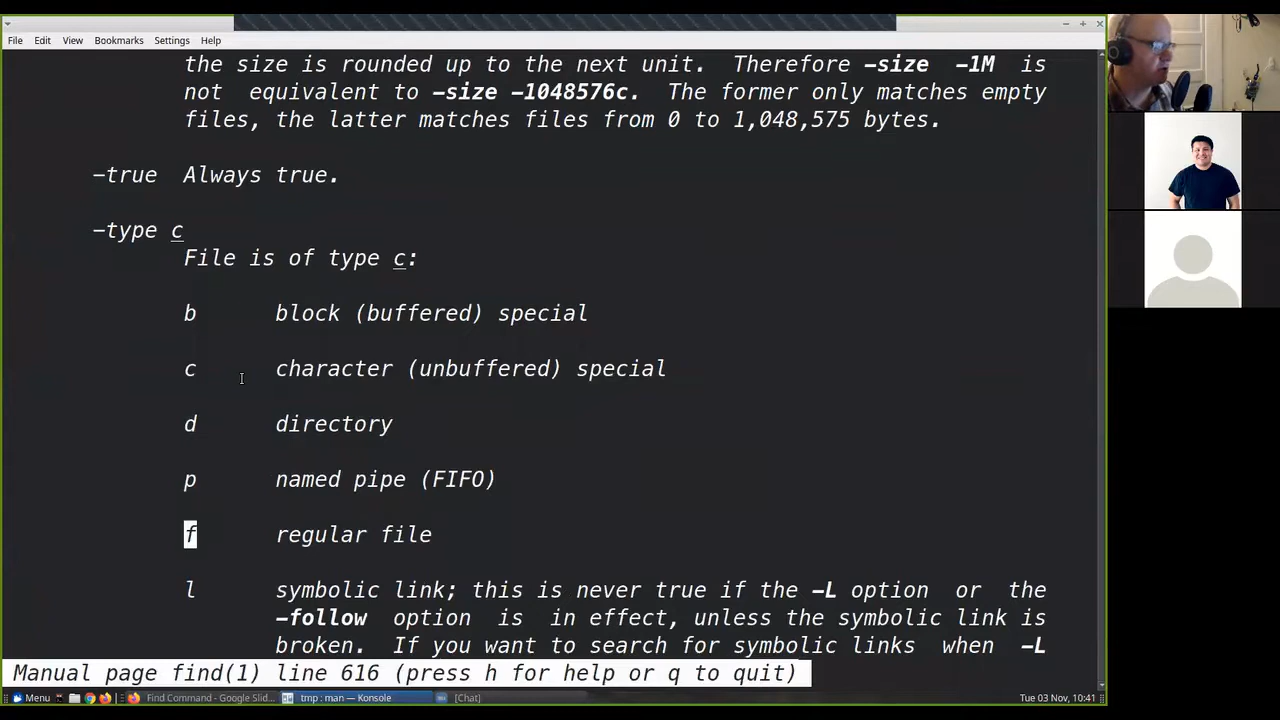 File Edit View Bookmarks Settings Help
the size is rounded up to the next unit. Therefore -size -1M is
not equivalent to -size -1048576c. The former only matches empty
files, the latter matches files from 0 to 1,048,575 bytes.
-true Always true.
-type c
File is of type c:
b block (buffered) special
c character (unbuffered) special
d directory
p named pipe (FIFO)
f regular file
l symbolic link; this is never true if the -L option or the
-follow option is in effect, unless the symbolic link is
broken. If you want to search for symbolic links when -L
Manual page find(1) line 616 (press h for help or q to quit)
Menu Find Command - Google Slid... tmp : man — Konsole [Chat] Tue 03 Nov, 10:41